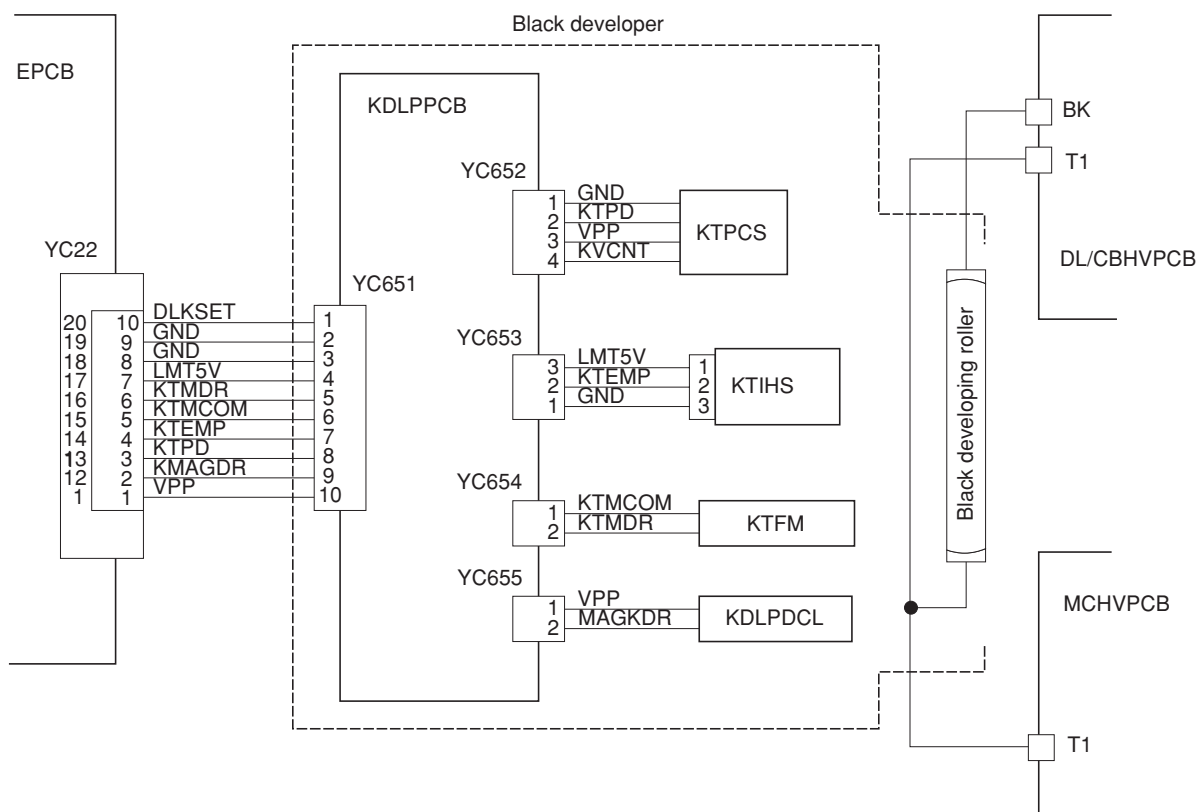 Black developer
EPCB
KDLPPCB
BK
T1
DL/CBHVPCB
YC22
20 10 DLKSET 1
19 9 GND 2
18 8 GND 3
17 7 LMT5V 4
16 6 KTMDR 5
15 5 KTMCOM 6
14 4 KTEMP 7
13 3 KTPD 8
12 2 KMAGDR 9
1 1 VPP 10
YC651
YC652
1 GND
2 KTPD
3 VPP
4 KVCNT
KTPCS
YC653
3 LMT5V 1
2 KTEMP 2
1 GND 3
KTIHS
YC654
1 KTMCOM
2 KTMDR
KTFM
YC655
1 VPP
2 MAGKDR
KDLPDCL
Black developing roller
MCHVPCB
T1